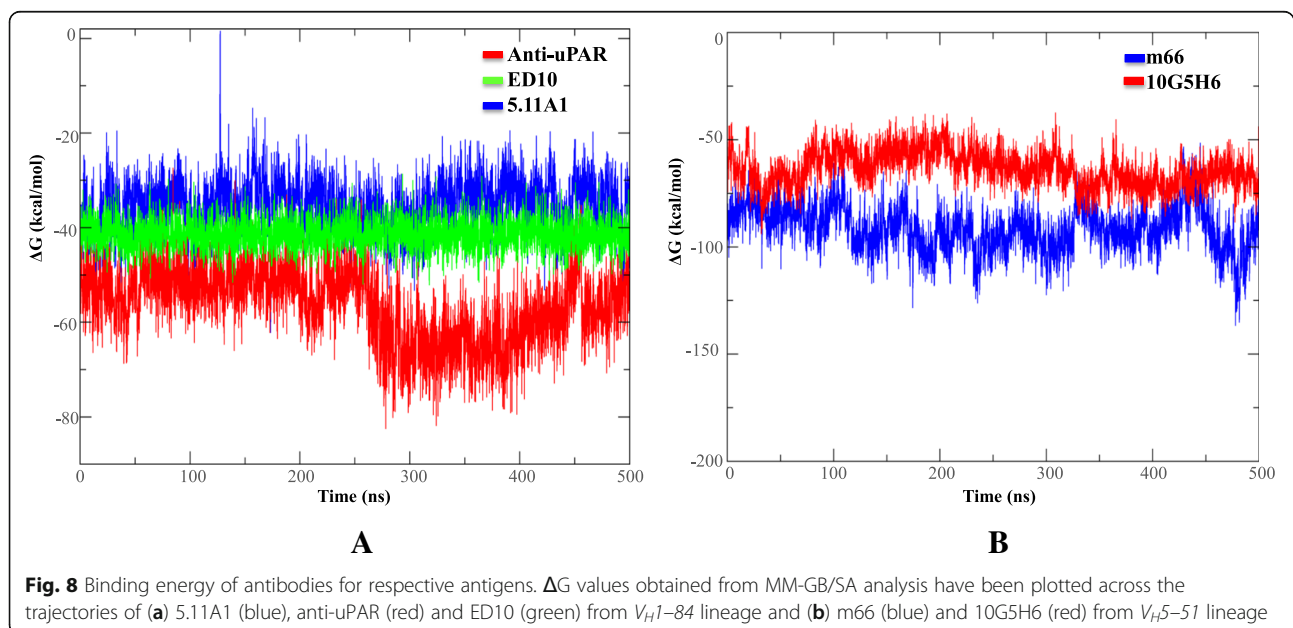 0
-20
-40
-60
-80
ΔG (kcal/mol)
0 100 200 300 400 500
Time (ns)
Anti-uPAR
ED10
5.11A1
A
0
-50
-100
-150
-200
ΔG (kcal/mol)
0 100 200 300 400 500
Time (ns)
m66
10G5H6
B
Fig. 8 Binding energy of antibodies for respective antigens. ΔG values obtained from MM-GB/SA analysis have been plotted across the
trajectories of (a) 5.11A1 (blue), anti-uPAR (red) and ED10 (green) from VH1–84 lineage and (b) m66 (blue) and 10G5H6 (red) from VH5–51 lineage